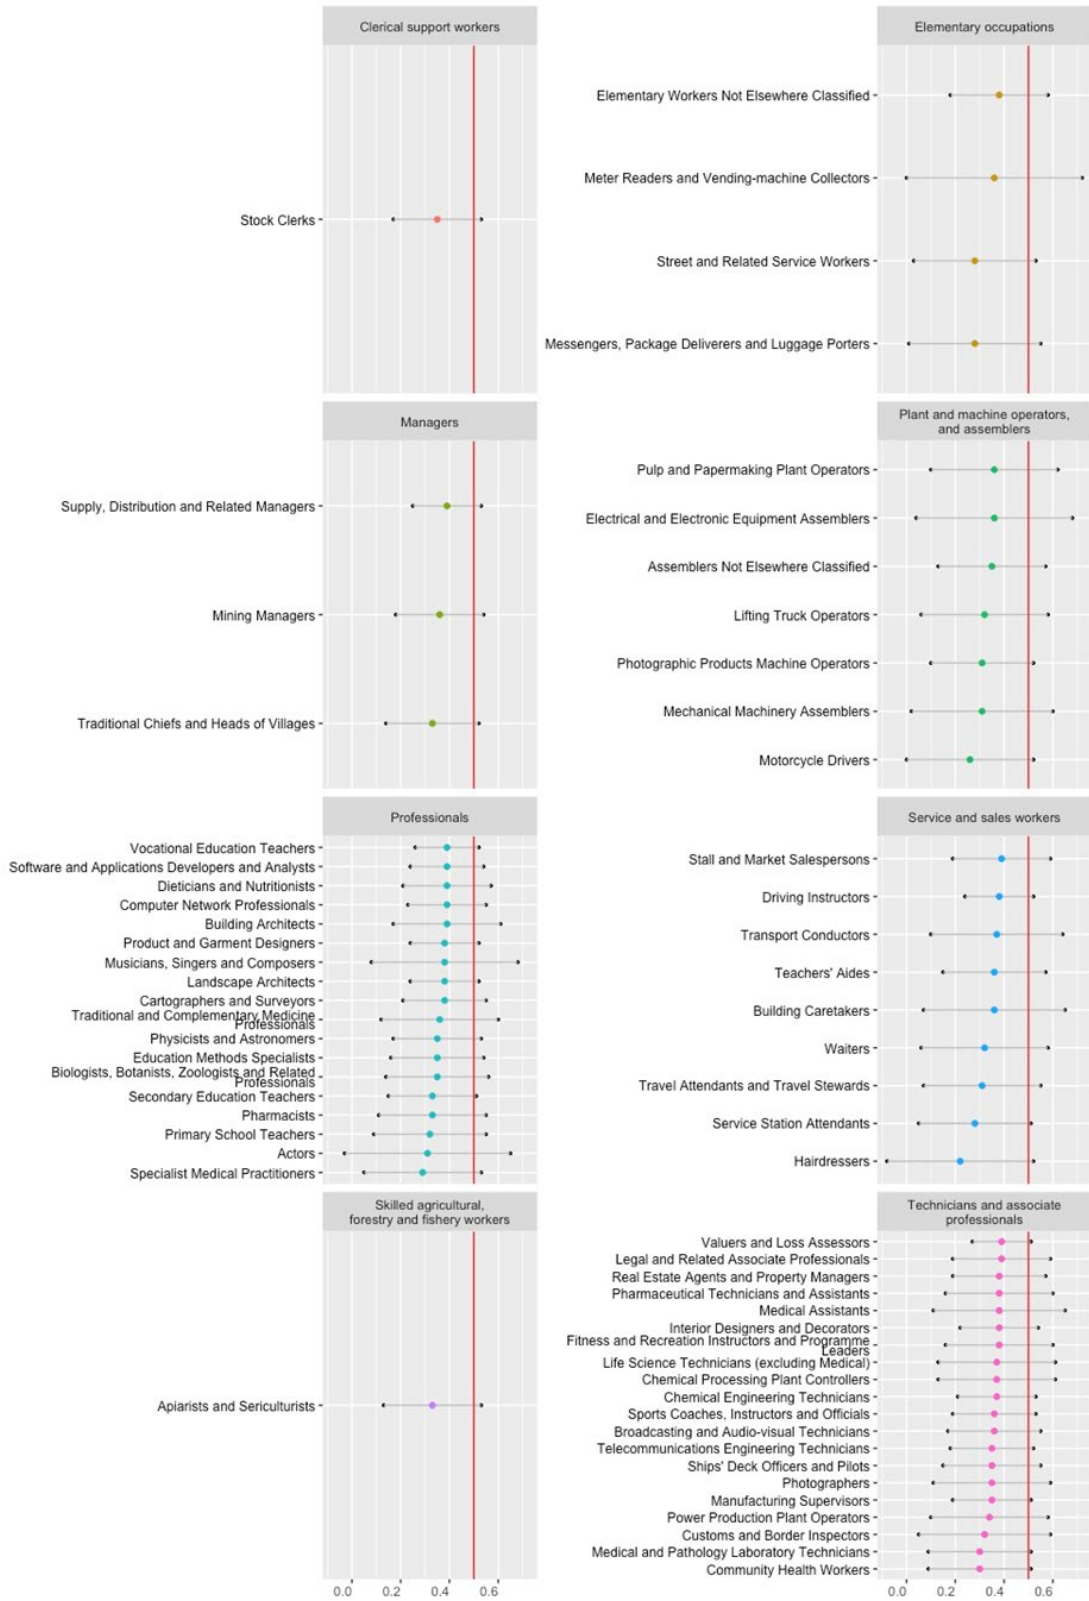 Clerical support workers
Stock Clerks
Elementary occupations
Elementary Workers Not Elsewhere Classified
Meter Readers and Vending-machine Collectors
Street and Related Service Workers
Messengers, Package Deliverers and Luggage Porters
Managers
Supply, Distribution and Related Managers
Mining Managers
Traditional Chiefs and Heads of Villages
Plant and machine operators,
and assemblers
Pulp and Papermaking Plant Operators
Electrical and Electronic Equipment Assemblers
Assemblers Not Elsewhere Classified
Lifting Truck Operators
Photographic Products Machine Operators
Mechanical Machinery Assemblers
Motorcycle Drivers
Professionals
Vocational Education Teachers
Software and Applications Developers and Analysts
Dieticians and Nutritionists
Computer Network Professionals
Building Architects
Product and Garment Designers
Musicians, Singers and Composers
Landscape Architects
Cartographers and Surveyors
Traditional and Complementary Medicine
Professionals
Physicists and Astronomers
Education Methods Specialists
Biologists, Botanists, Zoologists and Related
Professionals
Secondary Education Teachers
Pharmacists
Primary School Teachers
Actors
Specialist Medical Practitioners
Service and sales workers
Stall and Market Salespersons
Driving Instructors
Transport Conductors
Teachers' Aides
Building Caretakers
Waiters
Travel Attendants and Travel Stewards
Service Station Attendants
Hairdressers
Skilled agricultural,
forestry and fishery workers
Apiarists and Sericulturists
0.0 0.2 0.4 0.6
Technicians and associate
professionals
Valuers and Loss Assessors
Legal and Related Associate Professionals
Real Estate Agents and Property Managers
Pharmaceutical Technicians and Assistants
Medical Assistants
Interior Designers and Decorators
Fitness and Recreation Instructors and Programme
Leaders
Life Science Technicians (excluding Medical)
Chemical Processing Plant Controllers
Chemical Engineering Technicians
Sports Coaches, Instructors and Officials
Broadcasting and Audio-visual Technicians
Telecommunications Engineering Technicians
Ships' Deck Officers and Pilots
Photographers
Manufacturing Supervisors
Power Production Plant Operators
Customs and Border Inspectors
Medical and Pathology Laboratory Technicians
Community Health Workers
0.0 0.2 0.4 0.6